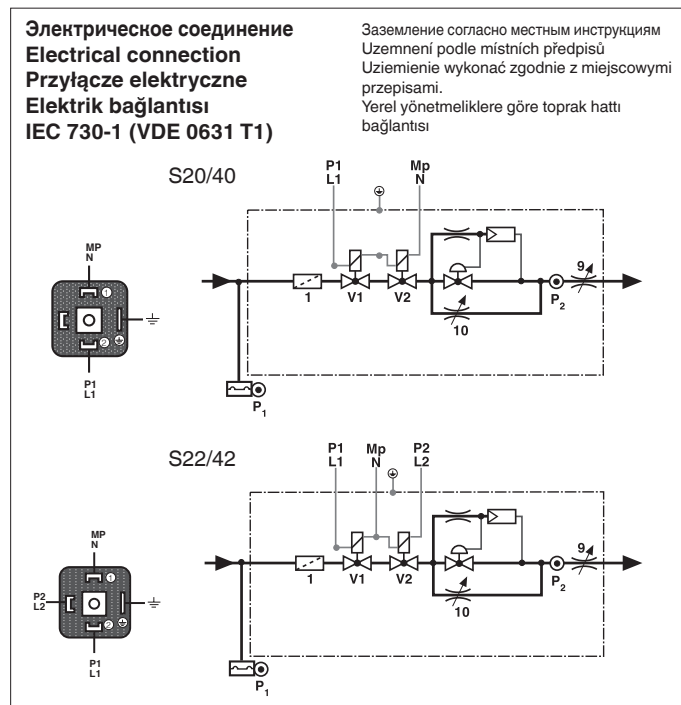 Электрическое соединение
Electrical connection
Przyłącze elektryczne
Elektrik bağlantısı
IEC 730-1 (VDE 0631 T1)
Заземление согласно местным инструкциям
Uzemnení podle místních předpisů
Uziemienie wykonać zgodnie z miejscowymi
przepisami.
Yerel yönetmeliklere göre toprak hattı
bağlantısı
S20/40
P1
L1
Mp
N
MP
N
1
2
P1
L1
1
V1
V2
10
P2
9
P1
S22/42
P1
L1
Mp
N
P2
L2
MP
N
1
P2
L2
2
P1
L1
1
V1
V2
10
P2
9
P1